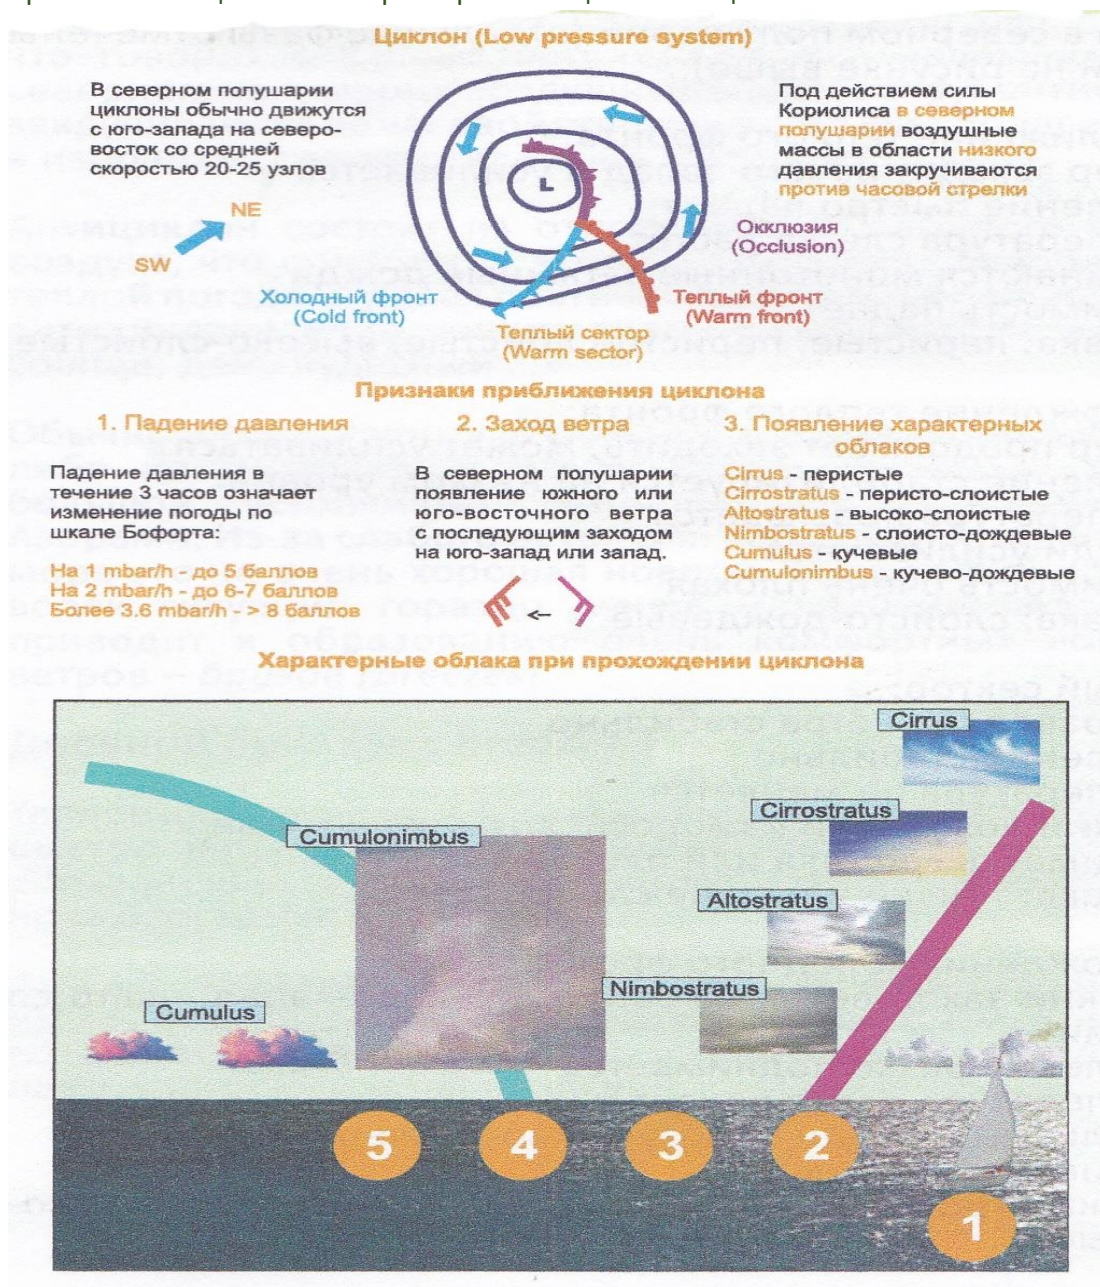 Циклон (Low pressure system)
В северном полушарии
циклоны обычно движутся
с юго-запада на северо-
восток со средней
скоростью 20-25 узлов
NE
SW
L
Под действием силы
Кориолиса в северном
полушарии воздушные
массы в области низкого
давления закручиваются
против часовой стрелки
Окклюзия
(Occlusion)
Холодный фронт
(Cold front)
Теплый фронт
(Warm front)
Теплый сектор
(Warm sector)
Признаки приближения циклона
1. Падение давления
Падение давления в
течение 3 часов означает
изменение погоды по
шкале Бофорта:
На 1 mbar/h - до 5 баллов
На 2 mbar/h - до 6-7 баллов
Более 3.6 mbar/h - > 8 баллов
2. Заход ветра
В северном полушарии
появление южного или
юго-восточного ветра
с последующим заходом
на юго-запад или запад.
3. Появление характерных
облаков
Cirrus - перистые
Cirrostratus - перисто-слоистые
Altostratus - высоко-слоистые
Nimbostratus - слоисто-дождевые
Cumulus - кучевые
Cumulonimbus - кучево-дождевые
Характерные облака при прохождении циклона
Cirrus
Cirrostratus
Cumulonimbus
Altostratus
Nimbostratus
Cumulus
5
4
3
2
1